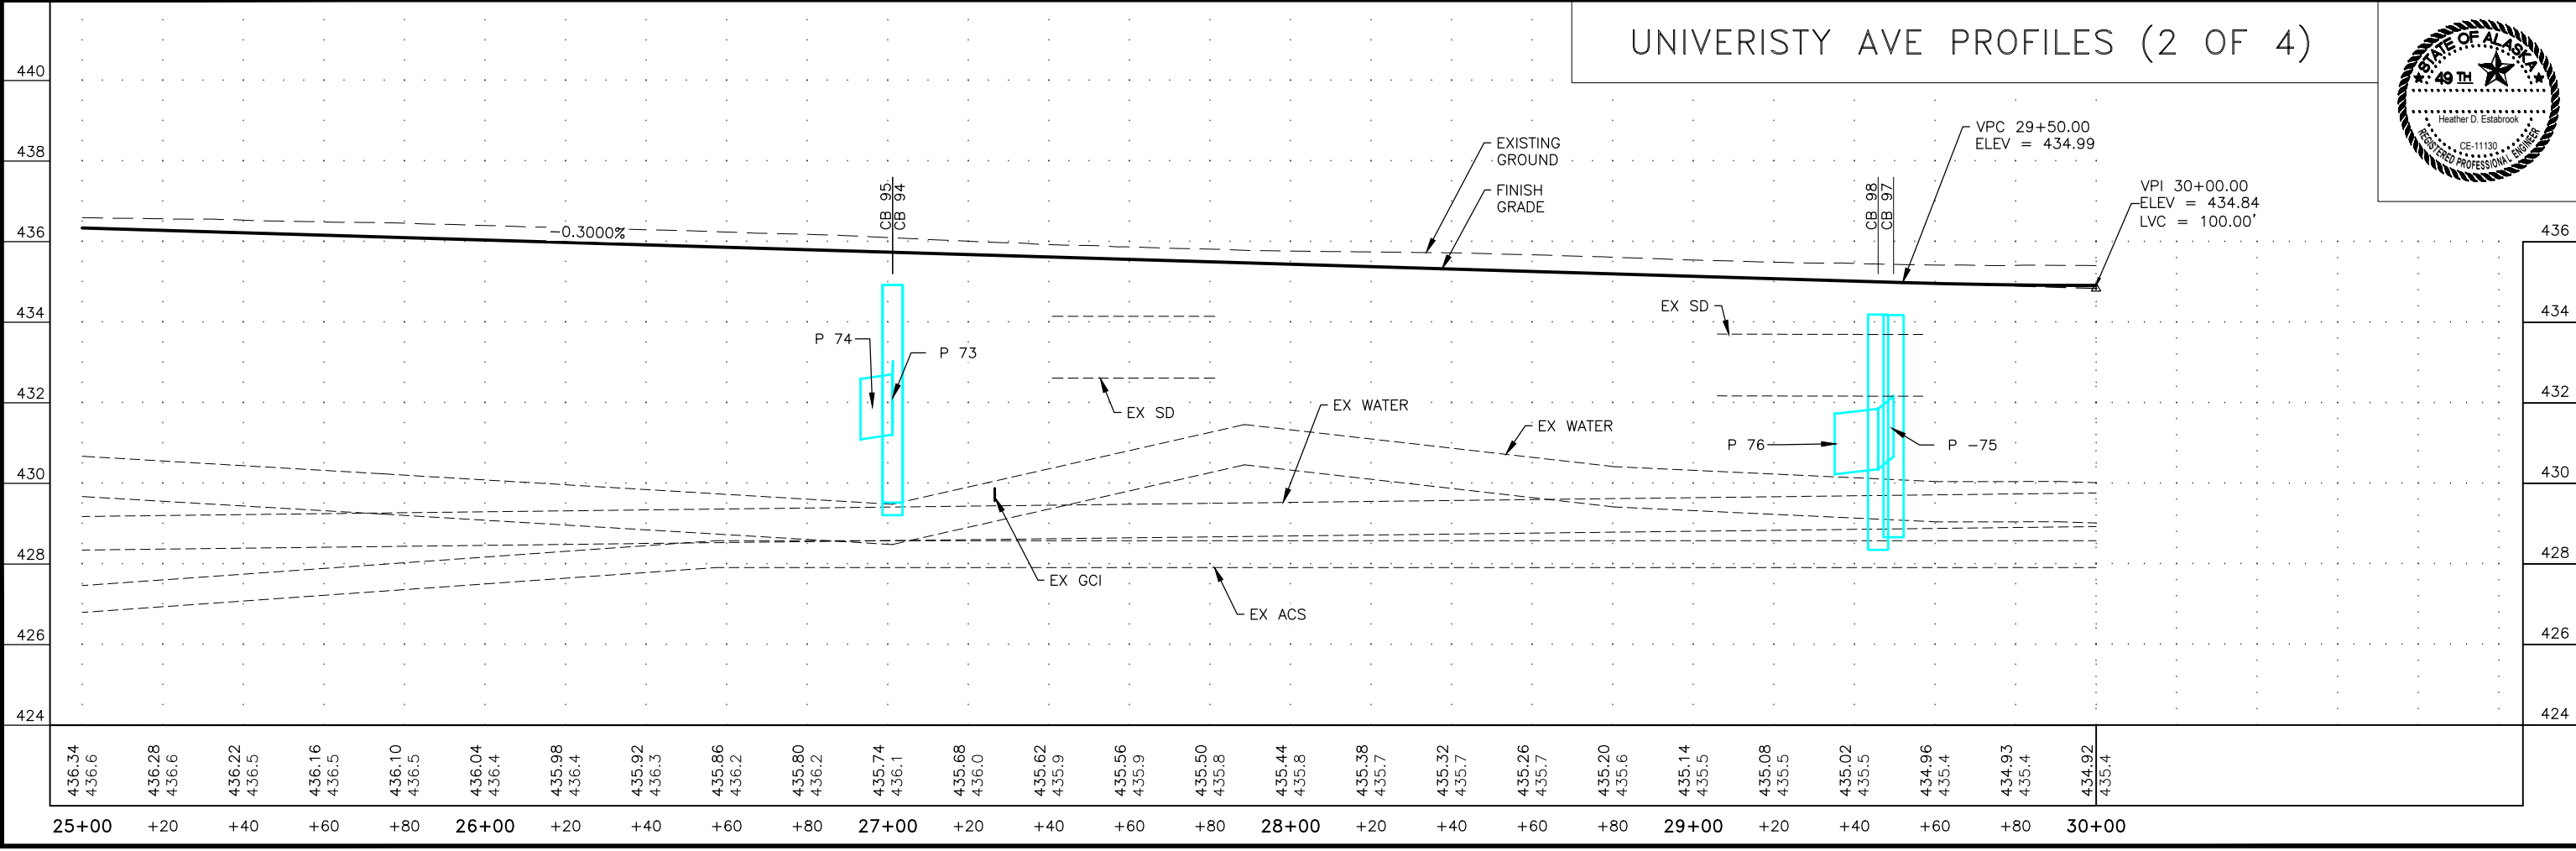 UNIVERISTY AVE PROFILES (2 OF 4)
STATE OF ALASKA
49 TH
Heather D. Estabrook
CE-11130
REGISTERED PROFESSIONAL ENGINEER
440
438
436
434
432
430
428
426
424
436
434
432
430
428
426
424
EXISTING
GROUND
FINISH
GRADE
VPC 29+50.00
ELEV = 434.99
VPI 30+00.00
ELEV = 434.84
LVC = 100.00'
-0.3000%
CB 95
CB 94
CB 98
CB 97
P 74
P 73
EX SD
EX SD
EX WATER
EX WATER
P 76
P -75
EX GCI
EX ACS
436.34 436.28 436.22 436.16 436.10 436.04 435.98 435.92 435.86 435.80 435.74 435.68 435.62 435.56 435.50 435.44 435.38 435.32 435.26 435.20 435.14 435.08 435.02 434.96 434.93 434.92
436.6 436.6 436.5 436.5 436.5 436.4 436.4 436.3 436.2 436.2 436.1 436.0 435.9 435.9 435.8 435.8 435.7 435.7 435.7 435.6 435.5 435.5 435.5 435.4 435.4 435.4
25+00 +20 +40 +60 +80 26+00 +20 +40 +60 +80 27+00 +20 +40 +60 +80 28+00 +20 +40 +60 +80 29+00 +20 +40 +60 +80 30+00